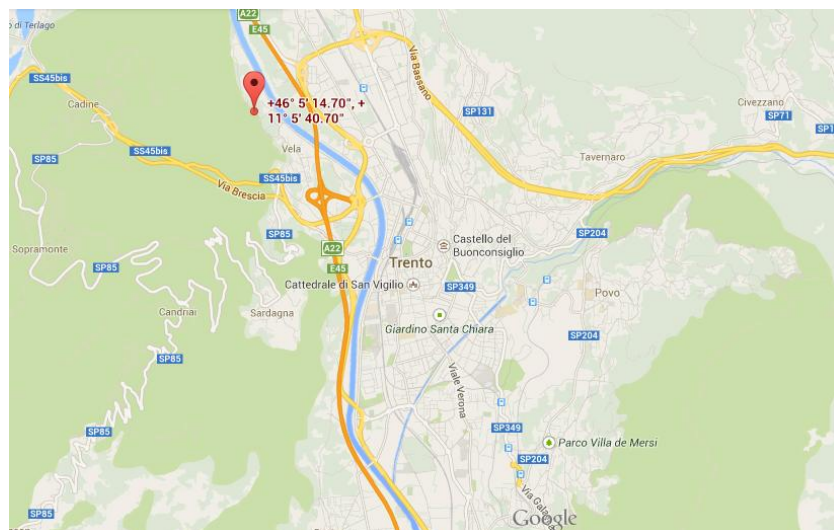 o di Terlago
A22
E45
SS45bis
Cadine
+46° 5' 14.70", +
11° 5' 40.70"
Via Bassano
SP131
Civezzano
SP71
SP1
Vela
SS45bis
SP85
SS45bis
Via Brescia
Tavernaro
SP85
SP204
Sopramonte
SP85
A22
E45
Castello del
Buonconsiglio
Trento
Cattedrale di San Vigilio
SP349
Povo
Candriai
Sardagna
Giardino Santa Chiara
SP204
SP85
Viale Verona
SP85
SP349
Parco Villa de Mersi
SP204
Google